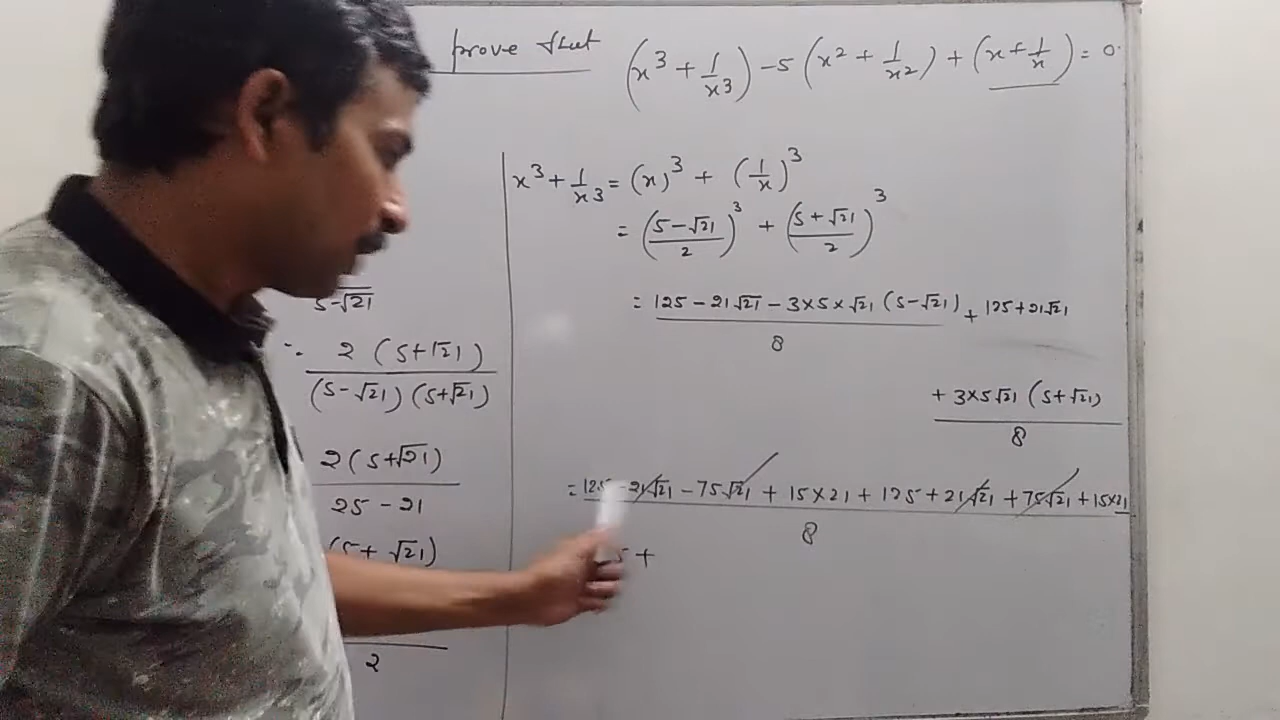 prove that (x³ + 1/x³) - 5 (x² + 1/x²) + (x + 1/x) = 0
5-√21
2 (5+√21) / (5-√21) (5+√21)
2(5+√21) / 25 - 21
(5 + √21)
2
x³ + 1/x³ = (x)³ + (1/x)³
= ((5-√21)/2)³ + ((5+√21)/2)³
= 125 - 21√21 - 3×5×√21 (5-√21) / 8 + 125+21√21
+ 3×5√21 (5+√21) / 8
= 125 - 21√21 - 75√21 + 15×21 + 125 + 21√21 + 75√21 + 15×21 / 8
5 +